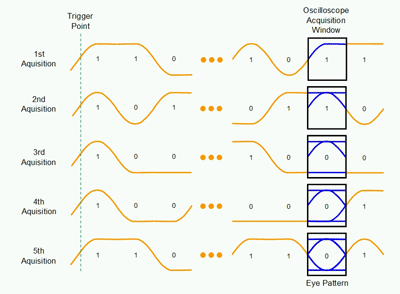 Trigger
Point
Oscilloscope
Acquisition
Window
1st
Aquisition
1 1 0 1 0 1 1
2nd
Aquisition
1 0 1 0 1 1 0
3rd
Aquisition
1 0 0 1 0 0 0
4th
Aquisition
1 0 0 0 0 0 1
5th
Aquisition
1 1 0 1 1 0 1
Eye Pattern